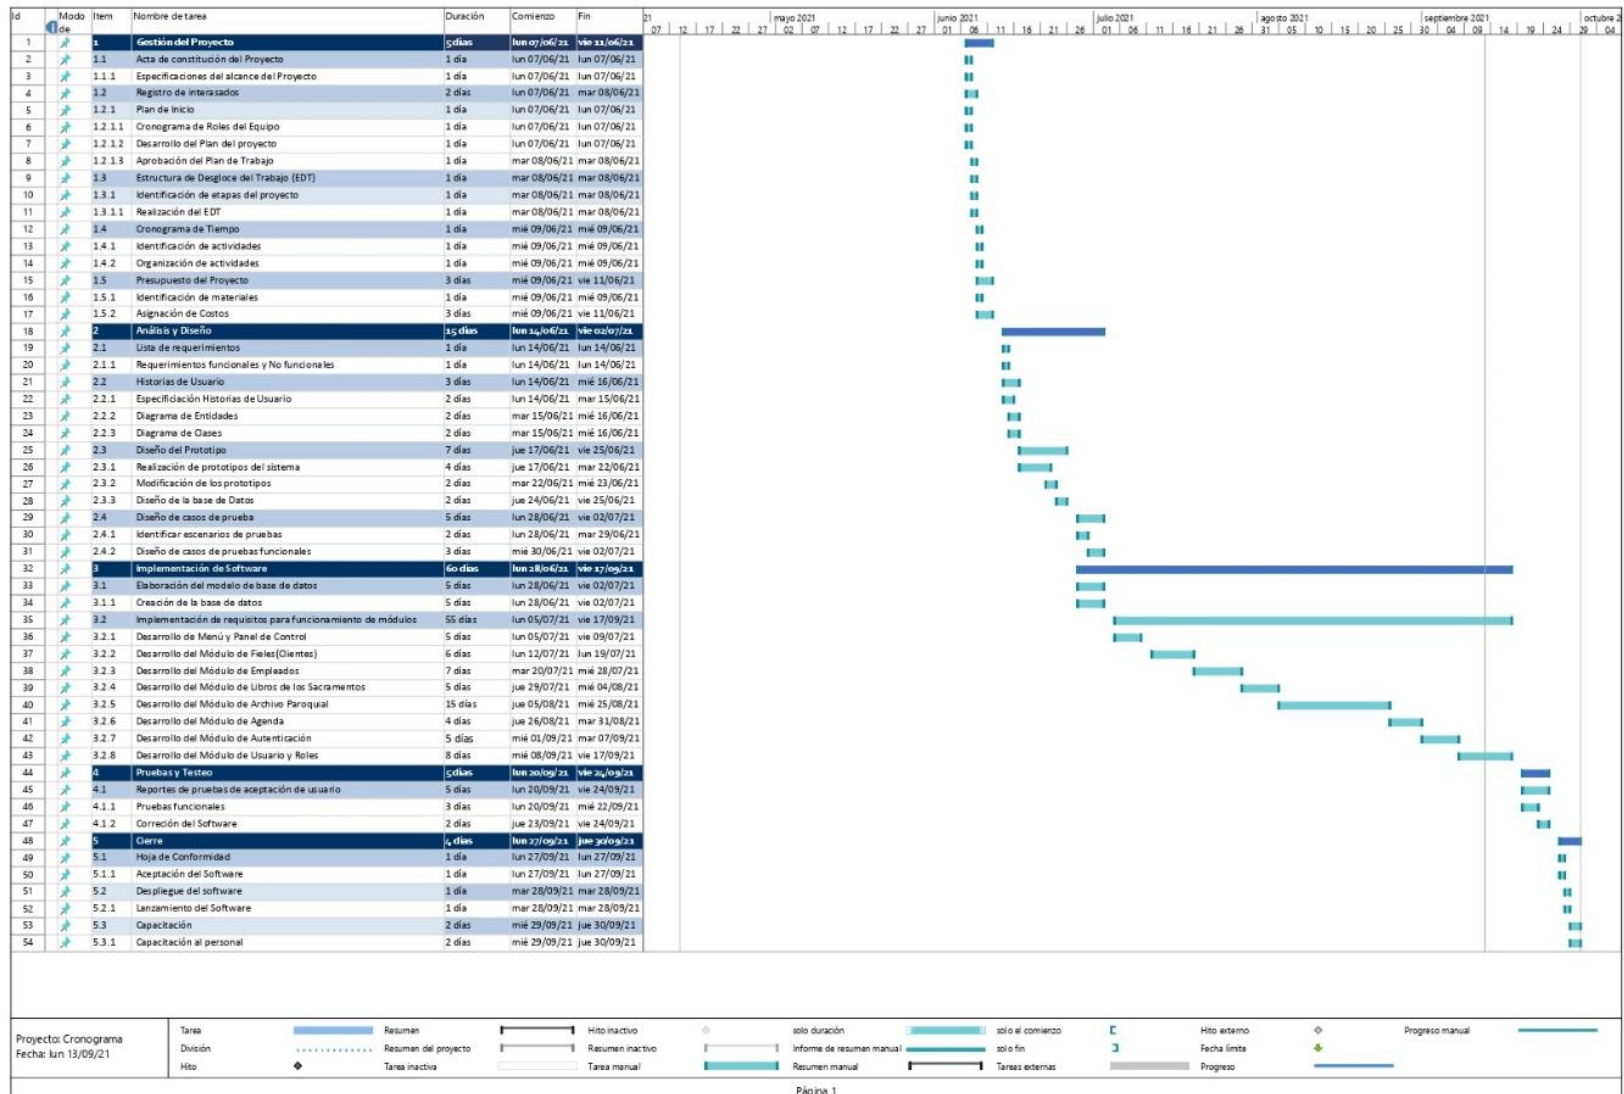 Id Modo de Item Nombre de tarea Duración Comienzo Fin
21 mayo 2021 junio 2021 julio 2021 agosto 2021 septiembre 2021 octubre 2
07 12 17 22 27 02 07 12 17 22 27 01 06 11 16 21 26 01 06 11 16 21 26 31 05 10 15 20 25 30 04 09 14 19 24 29 04
1 1 Gestión del Proyecto 5 días lun 07/06/21 vie 11/06/21
2 1.1 Acta de constitución del Proyecto 1 día lun 07/06/21 lun 07/06/21
3 1.1.1 Especificaciones del alcance del Proyecto 1 día lun 07/06/21 lun 07/06/21
4 1.2 Registro de interasados 2 días lun 07/06/21 mar 08/06/21
5 1.2.1 Plan de Inicio 1 día lun 07/06/21 lun 07/06/21
6 1.2.1.1 Cronograma de Roles del Equipo 1 día lun 07/06/21 lun 07/06/21
7 1.2.1.2 Desarrollo del Plan del proyecto 1 día lun 07/06/21 lun 07/06/21
8 1.2.1.3 Aprobación del Plan de Trabajo 1 día mar 08/06/21 mar 08/06/21
9 1.3 Estructura de Desgloce del Trabajo (EDT) 1 día mar 08/06/21 mar 08/06/21
10 1.3.1 Identificación de etapas del proyecto 1 día mar 08/06/21 mar 08/06/21
11 1.3.1.1 Realización del EDT 1 día mar 08/06/21 mar 08/06/21
12 1.4 Cronograma de Tiempo 1 día mié 09/06/21 mié 09/06/21
13 1.4.1 Identificación de actividades 1 día mié 09/06/21 mié 09/06/21
14 1.4.2 Organización de actividades 1 día mié 09/06/21 mié 09/06/21
15 1.5 Presupuesto del Proyecto 3 días mié 09/06/21 vie 11/06/21
16 1.5.1 Identificación de materiales 1 día mié 09/06/21 mié 09/06/21
17 1.5.2 Asignación de Costos 3 días mié 09/06/21 vie 11/06/21
18 2 Análisis y Diseño 15 días lun 14/06/21 vie 02/07/21
19 2.1 Lista de requerimientos 1 día lun 14/06/21 lun 14/06/21
20 2.1.1 Requerimientos funcionales y No funcionales 1 día lun 14/06/21 lun 14/06/21
21 2.2 Historias de Usuario 3 días lun 14/06/21 mié 16/06/21
22 2.2.1 Especificiación Historias de Usuario 2 días lun 14/06/21 mar 15/06/21
23 2.2.2 Diagrama de Entidades 2 días mar 15/06/21 mié 16/06/21
24 2.2.3 Diagrama de Clases 2 días mar 15/06/21 mié 16/06/21
25 2.3 Diseño del Prototipo 7 días jue 17/06/21 vie 25/06/21
26 2.3.1 Realización de prototipos del sistema 4 días jue 17/06/21 mar 22/06/21
27 2.3.2 Modificación de los prototipos 2 días mar 22/06/21 mié 23/06/21
28 2.3.3 Diseño de la base de Datos 2 días jue 24/06/21 vie 25/06/21
29 2.4 Diseño de casos de prueba 5 días lun 28/06/21 vie 02/07/21
30 2.4.1 Identificar escenarios de pruebas 2 días lun 28/06/21 mar 29/06/21
31 2.4.2 Diseño de casos de pruebas funcionales 3 días mié 30/06/21 vie 02/07/21
32 3 Implementación de Software 60 días lun 28/06/21 vie 17/09/21
33 3.1 Elaboración del modelo de base de datos 5 días lun 28/06/21 vie 02/07/21
34 3.1.1 Creación de la base de datos 5 días lun 28/06/21 vie 02/07/21
35 3.2 Implementación de requisitos para funcionamiento de módulos 55 días lun 05/07/21 vie 17/09/21
36 3.2.1 Desarrollo de Menú y Panel de Control 5 días lun 05/07/21 vie 09/07/21
37 3.2.2 Desarrollo del Módulo de Fieles(Clientes) 6 días lun 12/07/21 lun 19/07/21
38 3.2.3 Desarrollo del Módulo de Empleados 7 días mar 20/07/21 mié 28/07/21
39 3.2.4 Desarrollo del Módulo de Libros de los Sacramentos 5 días jue 29/07/21 mié 04/08/21
40 3.2.5 Desarrollo del Módulo de Archivo Paroquial 15 días jue 05/08/21 mié 25/08/21
41 3.2.6 Desarrollo del Módulo de Agenda 4 días jue 26/08/21 mar 31/08/21
42 3.2.7 Desarrollo del Módulo de Autenticación 5 días mié 01/09/21 mar 07/09/21
43 3.2.8 Desarrollo del Módulo de Usuario y Roles 8 días mié 08/09/21 vie 17/09/21
44 4 Pruebas y Testeo 5 días lun 20/09/21 vie 24/09/21
45 4.1 Reportes de pruebas de aceptación de usuario 5 días lun 20/09/21 vie 24/09/21
46 4.1.1 Pruebas funcionales 3 días lun 20/09/21 mié 22/09/21
47 4.1.2 Correción del Software 2 días jue 23/09/21 vie 24/09/21
48 5 Cierre 4 días lun 27/09/21 jue 30/09/21
49 5.1 Hoja de Conformidad 1 día lun 27/09/21 lun 27/09/21
50 5.1.1 Aceptación del Software 1 día lun 27/09/21 lun 27/09/21
51 5.2 Despliegue del software 1 día mar 28/09/21 mar 28/09/21
52 5.2.1 Lanzamiento del Software 1 día mar 28/09/21 mar 28/09/21
53 5.3 Capacitación 2 días mié 29/09/21 jue 30/09/21
54 5.3.1 Capacitación al personal 2 días mié 29/09/21 jue 30/09/21
Proyecto: Cronograma
Fecha: lun 13/09/21
Tarea Resumen Hito inactivo solo duración solo el comienzo Hito externo Progreso manual
División Resumen del proyecto Resumen inactivo Informe de resumen manual solo fin Fecha límite
Hito Tarea inactiva Tarea manual Resumen manual Tareas externas Progreso
Página 1